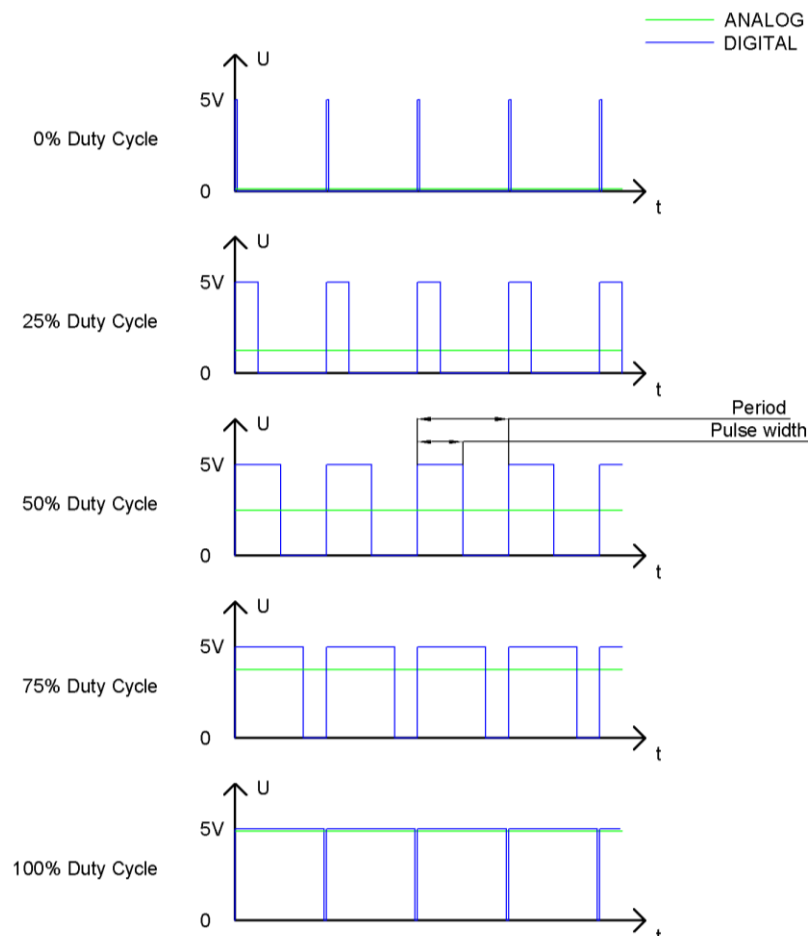 ANALOG
DIGITAL
U
5V
0% Duty Cycle
0
t
U
5V
25% Duty Cycle
0
t
Period
U
Pulse width
5V
50% Duty Cycle
0
t
U
5V
75% Duty Cycle
0
t
U
5V
100% Duty Cycle
0
t